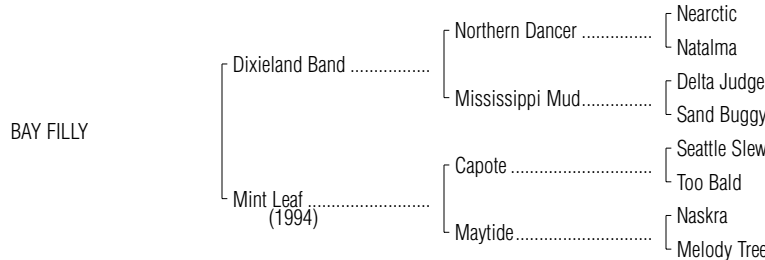 Nearctic
Northern Dancer ................
Natalma
Dixieland Band ..................
Delta Judge
Mississippi Mud................
Sand Buggy
BAY FILLY
Seattle Slew
Capote ................................
Too Bald
Mint Leaf ...........................
(1994)
Naskra
Maytide...............................
Melody Tree